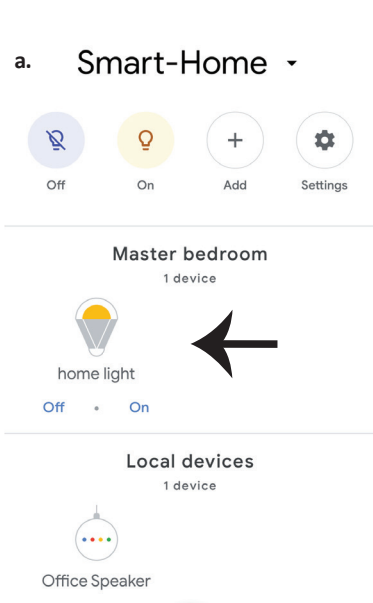 a. Smart-Home
Off On Add Settings
Master bedroom
1 device
home light
Off • On
Local devices
1 device
Office Speaker